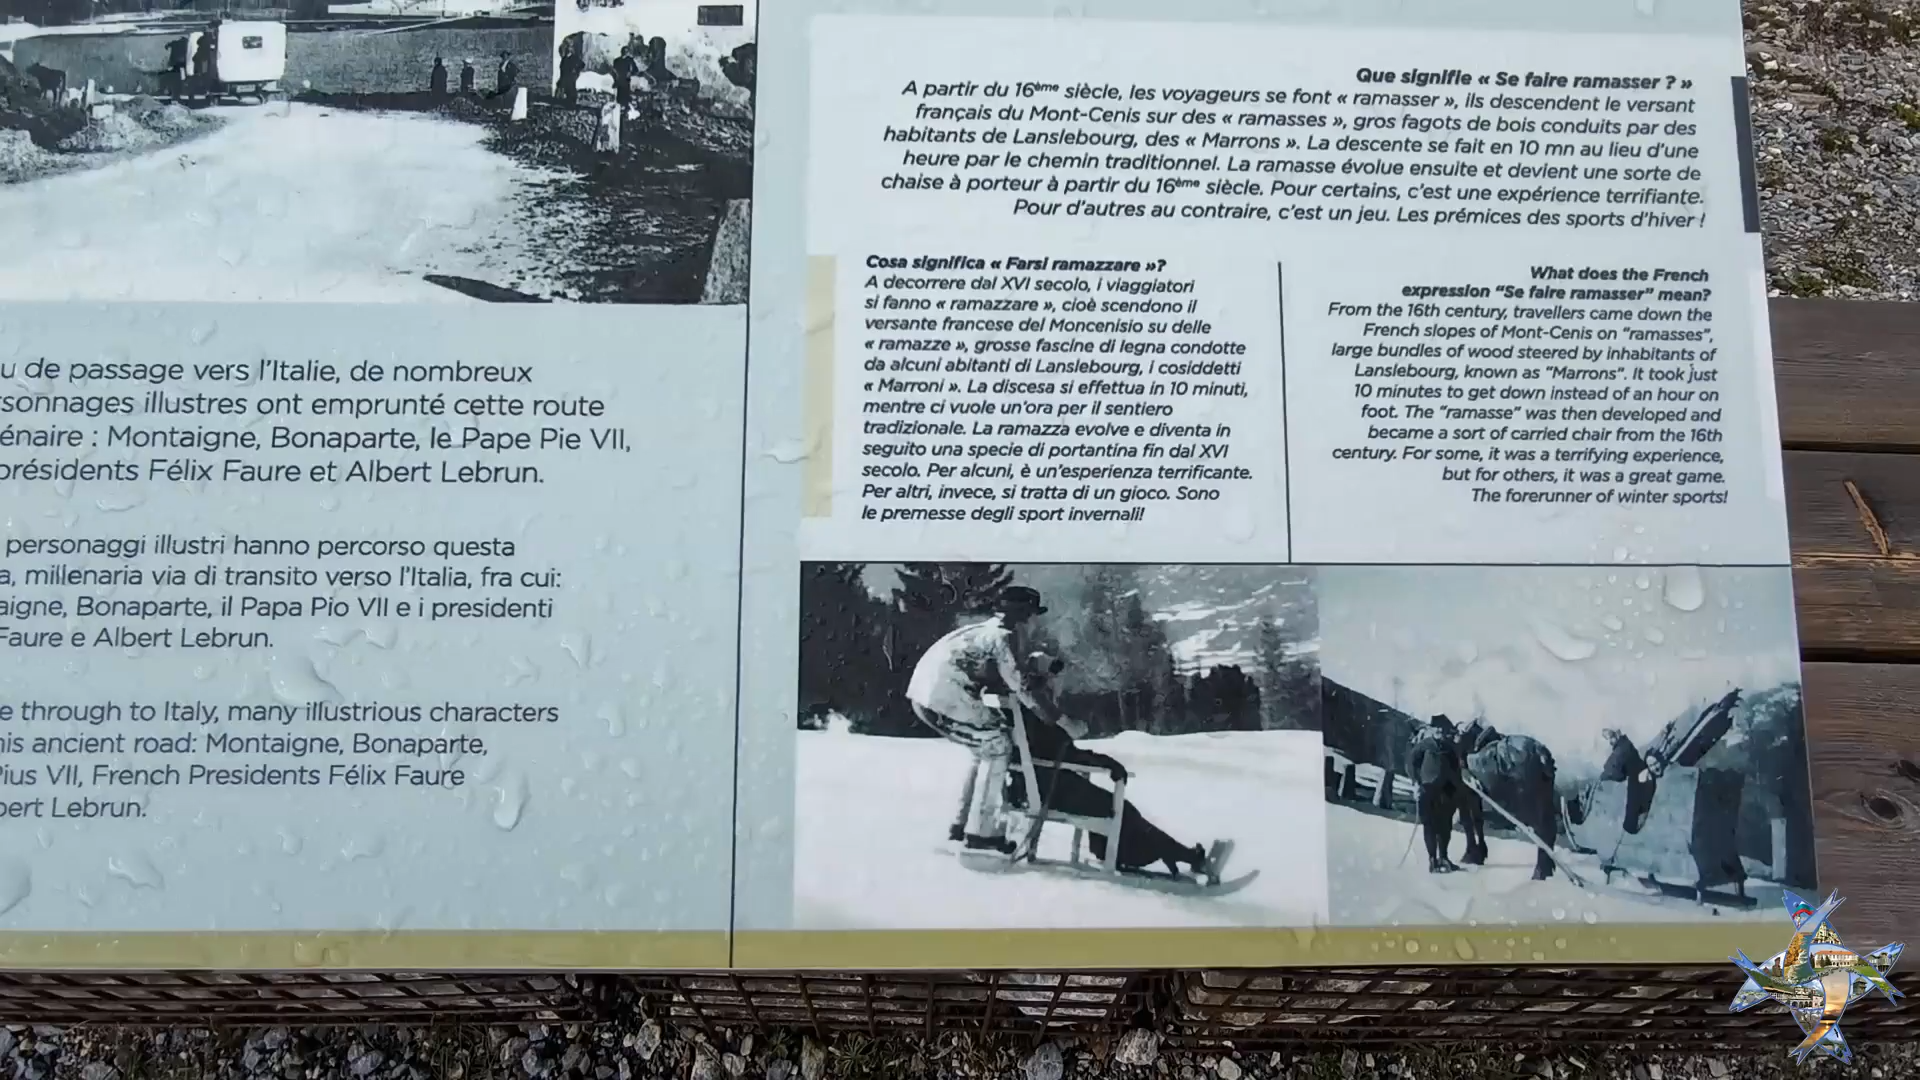 Que signifie « Se faire ramasser ? »
A partir du 16ème siècle, les voyageurs se font « ramasser », ils descendent le versant
français du Mont-Cenis sur des « ramasses », gros fagots de bois conduits par des
habitants de Lanslebourg, des « Marrons ». La descente se fait en 10 mn au lieu d'une
heure par le chemin traditionnel. La ramasse évolue ensuite et devient une sorte de
chaise à porteur à partir du 16ème siècle. Pour certains, c'est une expérience terrifiante.
Pour d'autres au contraire, c'est un jeu. Les prémices des sports d'hiver !
Cosa significa « Farsi ramazzare »?
A decorrere dal XVI secolo, i viaggiatori
si fanno « ramazzare », cioè scendono il
versante francese del Moncenisio su delle
« ramazze », grosse fascine di legna condotte
da alcuni abitanti di Lanslebourg, i cosiddetti
« Marroni ». La discesa si effettua in 10 minuti,
mentre ci vuole un'ora per il sentiero
tradizionale. La ramazza evolve e diventa in
seguito una specie di portantina fin dal XVI
secolo. Per alcuni, è un'esperienza terrificante.
Per altri, invece, si tratta di un gioco. Sono
le premesse degli sport invernali!
What does the French
expression "Se faire ramasser" mean?
From the 16th century, travellers came down the
French slopes of Mont-Cenis on "ramasses",
large bundles of wood steered by inhabitants of
Lanslebourg, known as "Marrons". It took just
10 minutes to get down instead of an hour on
foot. The "ramasse" was then developed and
became a sort of carried chair from the 16th
century. For some, it was a terrifying experience,
but for others, it was a great game.
The forerunner of winter sports!
u de passage vers l'Italie, de nombreux
sonnages illustres ont emprunté cette route
énaire : Montaigne, Bonaparte, le Pape Pie VII,
présidents Félix Faure et Albert Lebrun.
personaggi illustri hanno percorso questa
a, millenaria via di transito verso l'Italia, fra cui:
aigne, Bonaparte, il Papa Pio VII e i presidenti
Faure e Albert Lebrun.
e through to Italy, many illustrious characters
his ancient road: Montaigne, Bonaparte,
Pius VII, French Presidents Félix Faure
bert Lebrun.